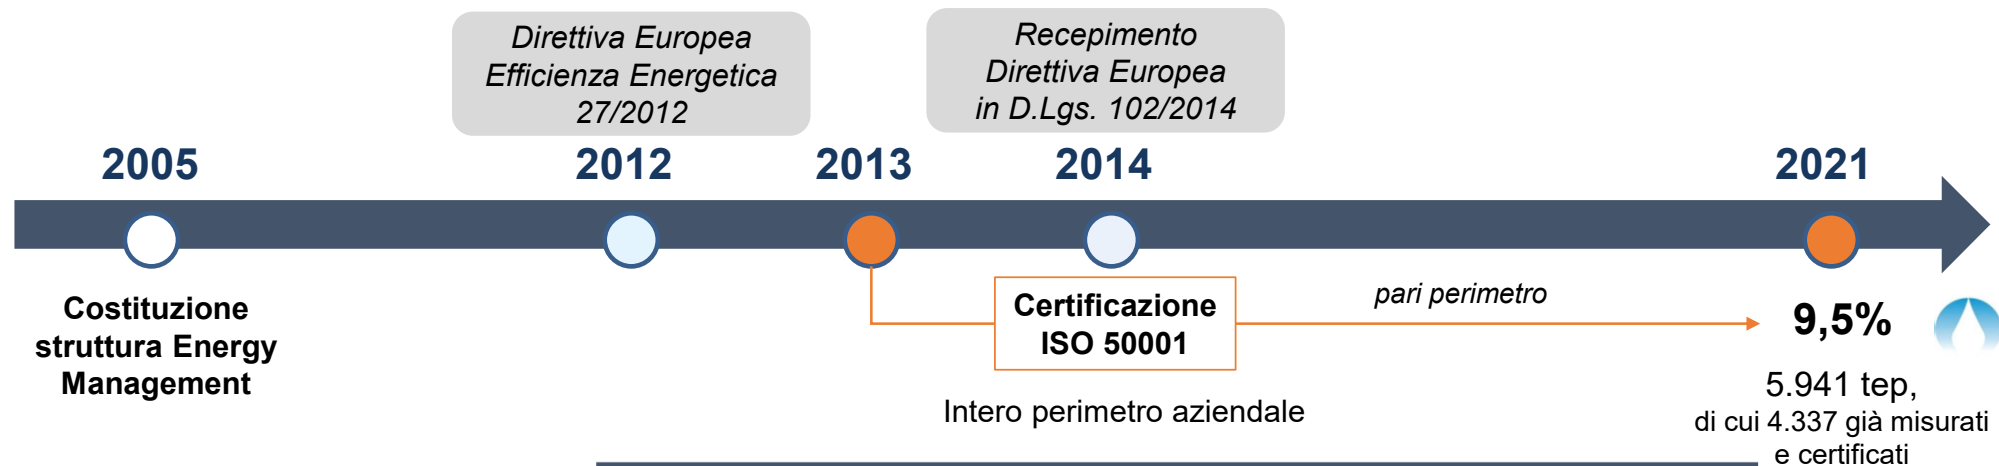 Direttiva Europea
Efficienza Energetica
27/2012
Recepimento
Direttiva Europea
in D.Lgs. 102/2014
2005
2012
2013
2014
2021
Costituzione
struttura Energy
Management
Certificazione
ISO 50001
pari perimetro
9,5%
Intero perimetro aziendale
5.941 tep,
di cui 4.337 già misurati
e certificati